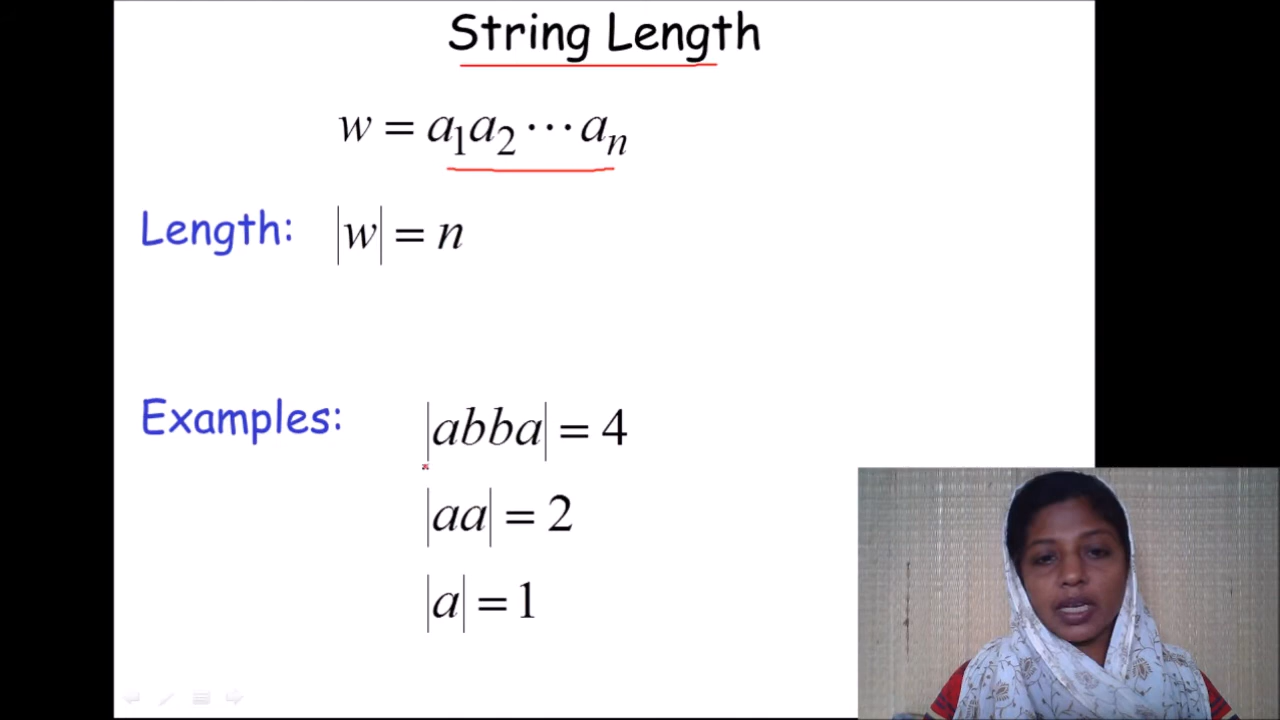 String Length
w = a₁a₂ ⋯ aₙ
Length: |w| = n
Examples: |abba| = 4
|aa| = 2
|a| = 1